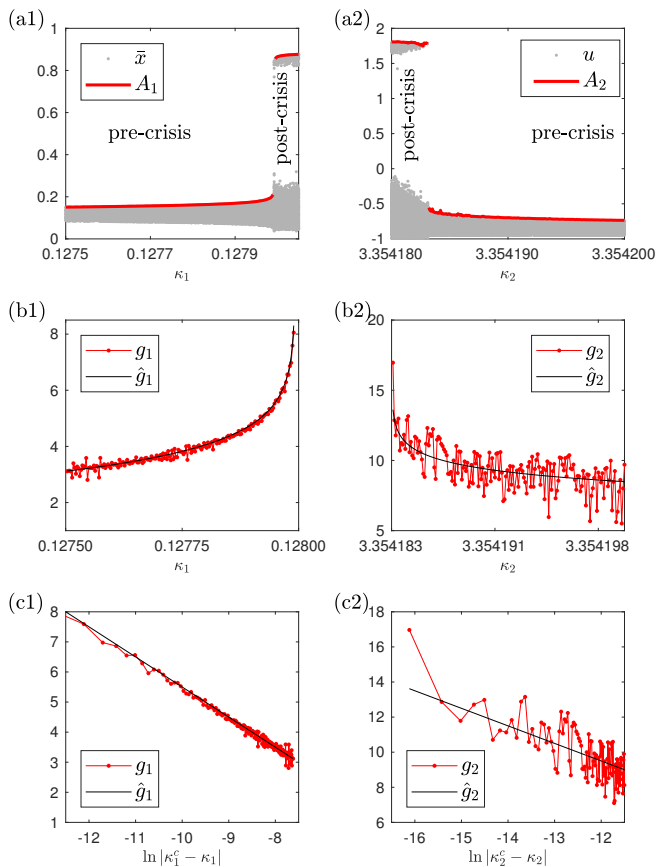 (a1)
1
0.8
0.6
0.4
0.2
0
x̄
A₁
pre-crisis
post-crisis
0.1275
0.1277
0.1279
κ₁
(a2)
2
1.5
1
0.5
0
-0.5
-1
u
A₂
post-crisis
pre-crisis
3.354180
3.354190
3.354200
κ₂
(b1)
8
6
4
2
g₁
ĝ₁
0.12750
0.12775
0.12800
κ₁
(b2)
20
15
10
5
g₂
ĝ₂
3.354183
3.354191
3.354198
κ₂
(c1)
8
7
6
5
4
3
2
1
g₁
ĝ₁
-12
-11
-10
-9
-8
ln |κ₁ᶜ − κ₁|
(c2)
18
16
14
12
10
8
6
g₂
ĝ₂
-16
-15
-14
-13
-12
ln |κ₂ᶜ − κ₂|